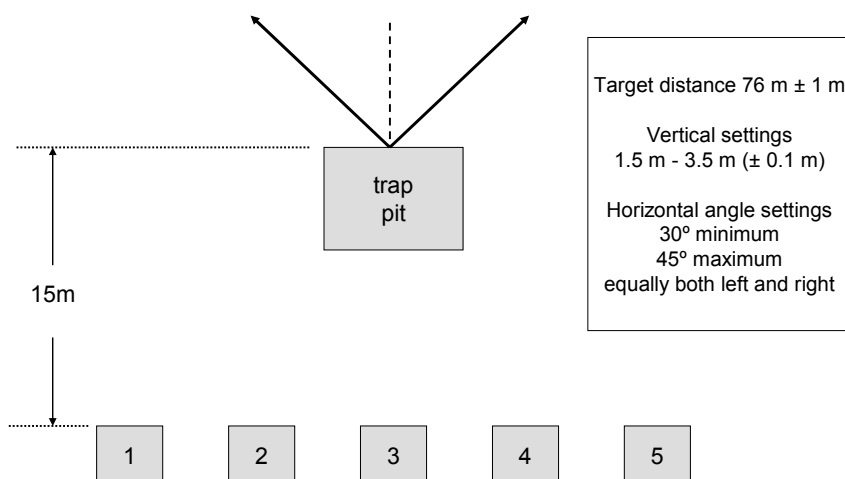 Target distance 76 m ± 1 m
Vertical settings
1.5 m - 3.5 m (± 0.1 m)
Horizontal angle settings
30º minimum
45º maximum
equally both left and right
trap
pit
15m
1
2
3
4
5